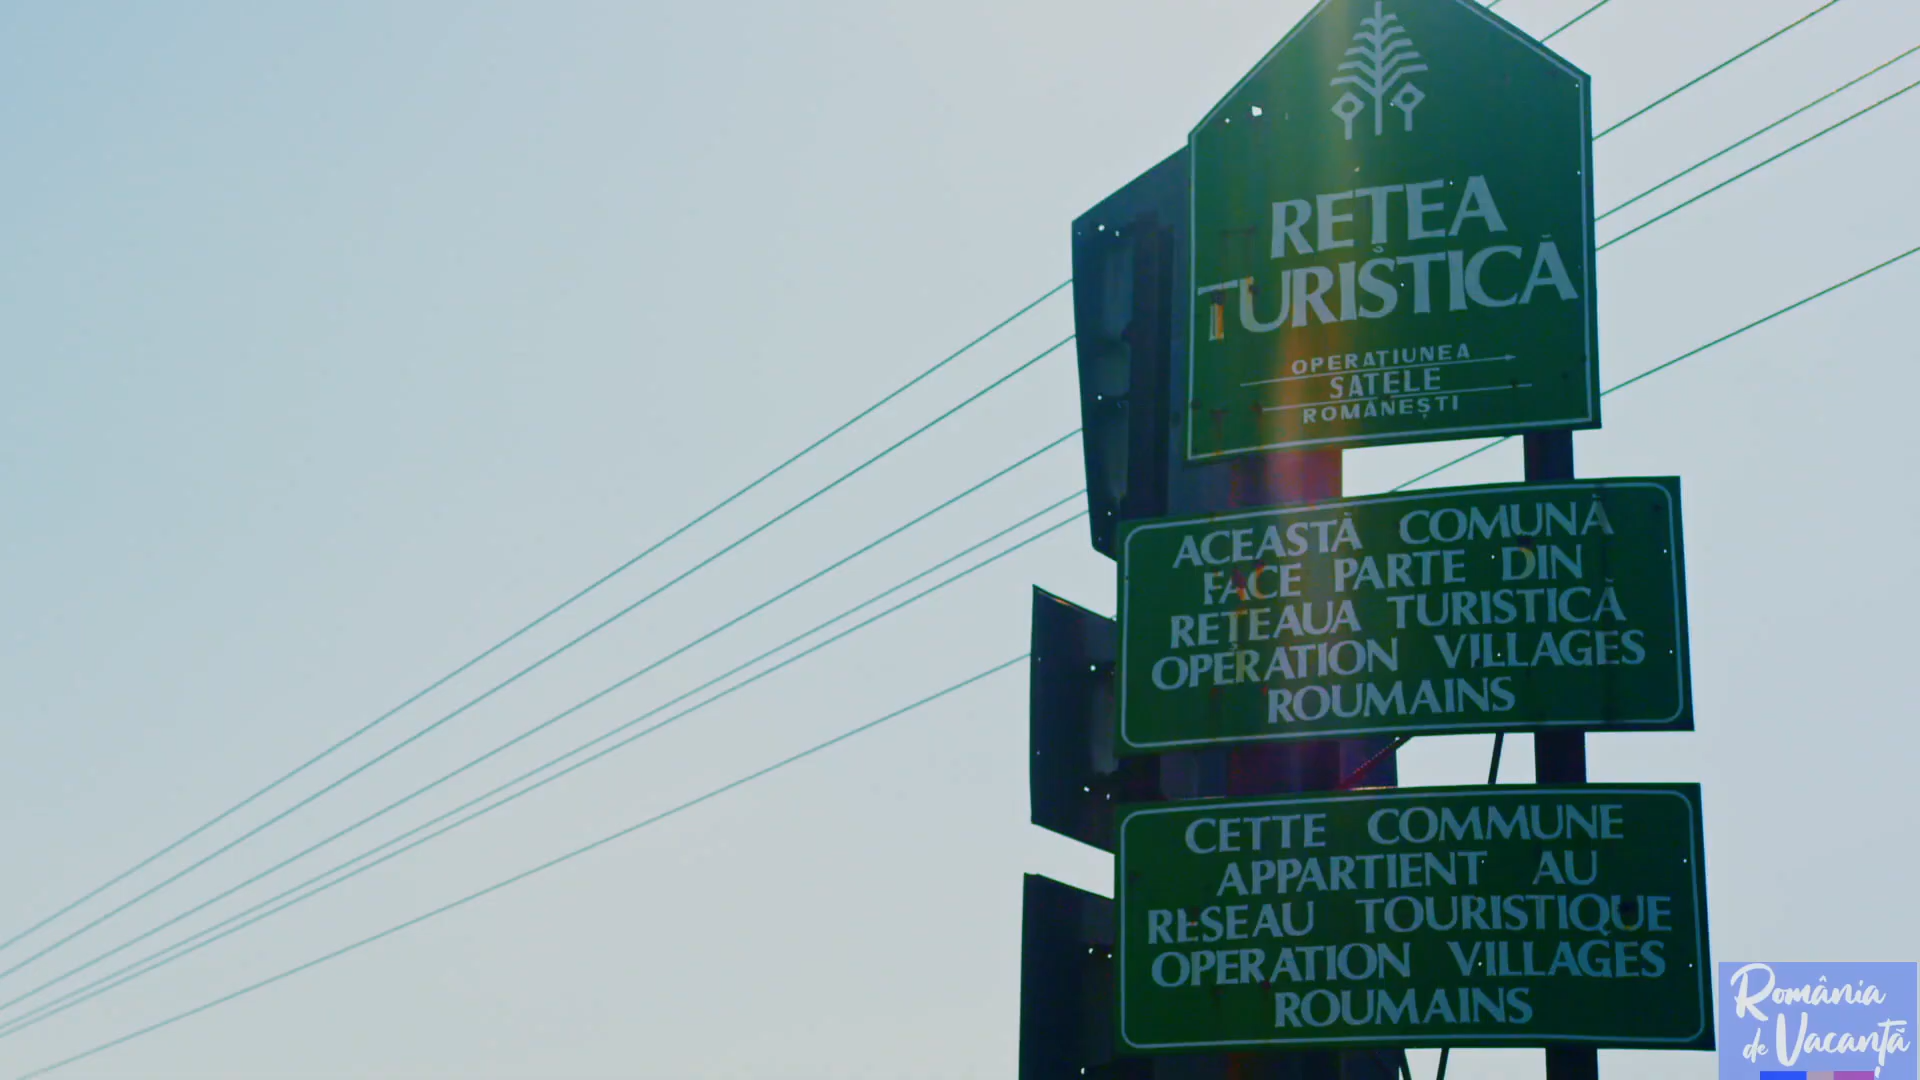 REȚEA
TURISTICĂ
OPERAȚIUNEA
SATELE
ROMÂNEȘTI
ACEASTĂ COMUNĂ
FACE PARTE DIN
REȚEAUA TURISTICĂ
OPERATION VILLAGES
ROUMAINS
CETTE COMMUNE
APPARTIENT AU
RESEAU TOURISTIQUE
OPERATION VILLAGES
ROUMAINS
România
de Vacanță